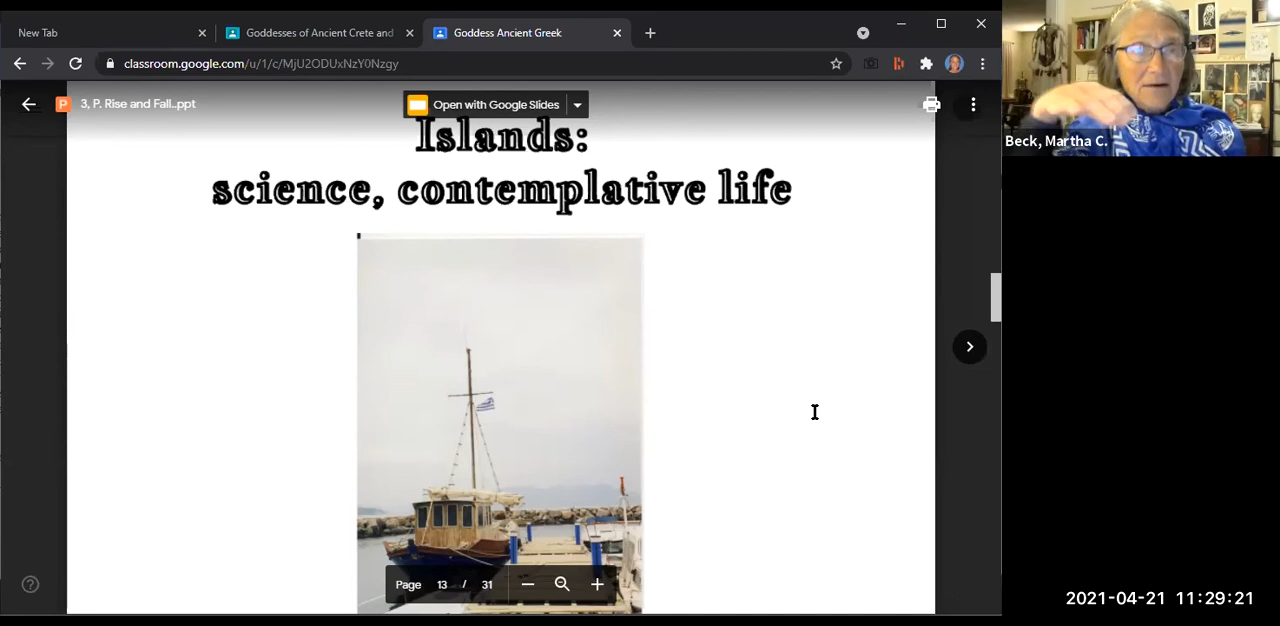 New Tab
Goddesses of Ancient Crete and
Goddess Ancient Greek
classroom.google.com/u/1/c/MjU2ODUxNzY0Nzgy
P 3, P. Rise and Fall..ppt
Open with Google Slides
Beck, Martha C.
Islands:
science, contemplative life
Page 13 / 31
2021-04-21 11:29:21